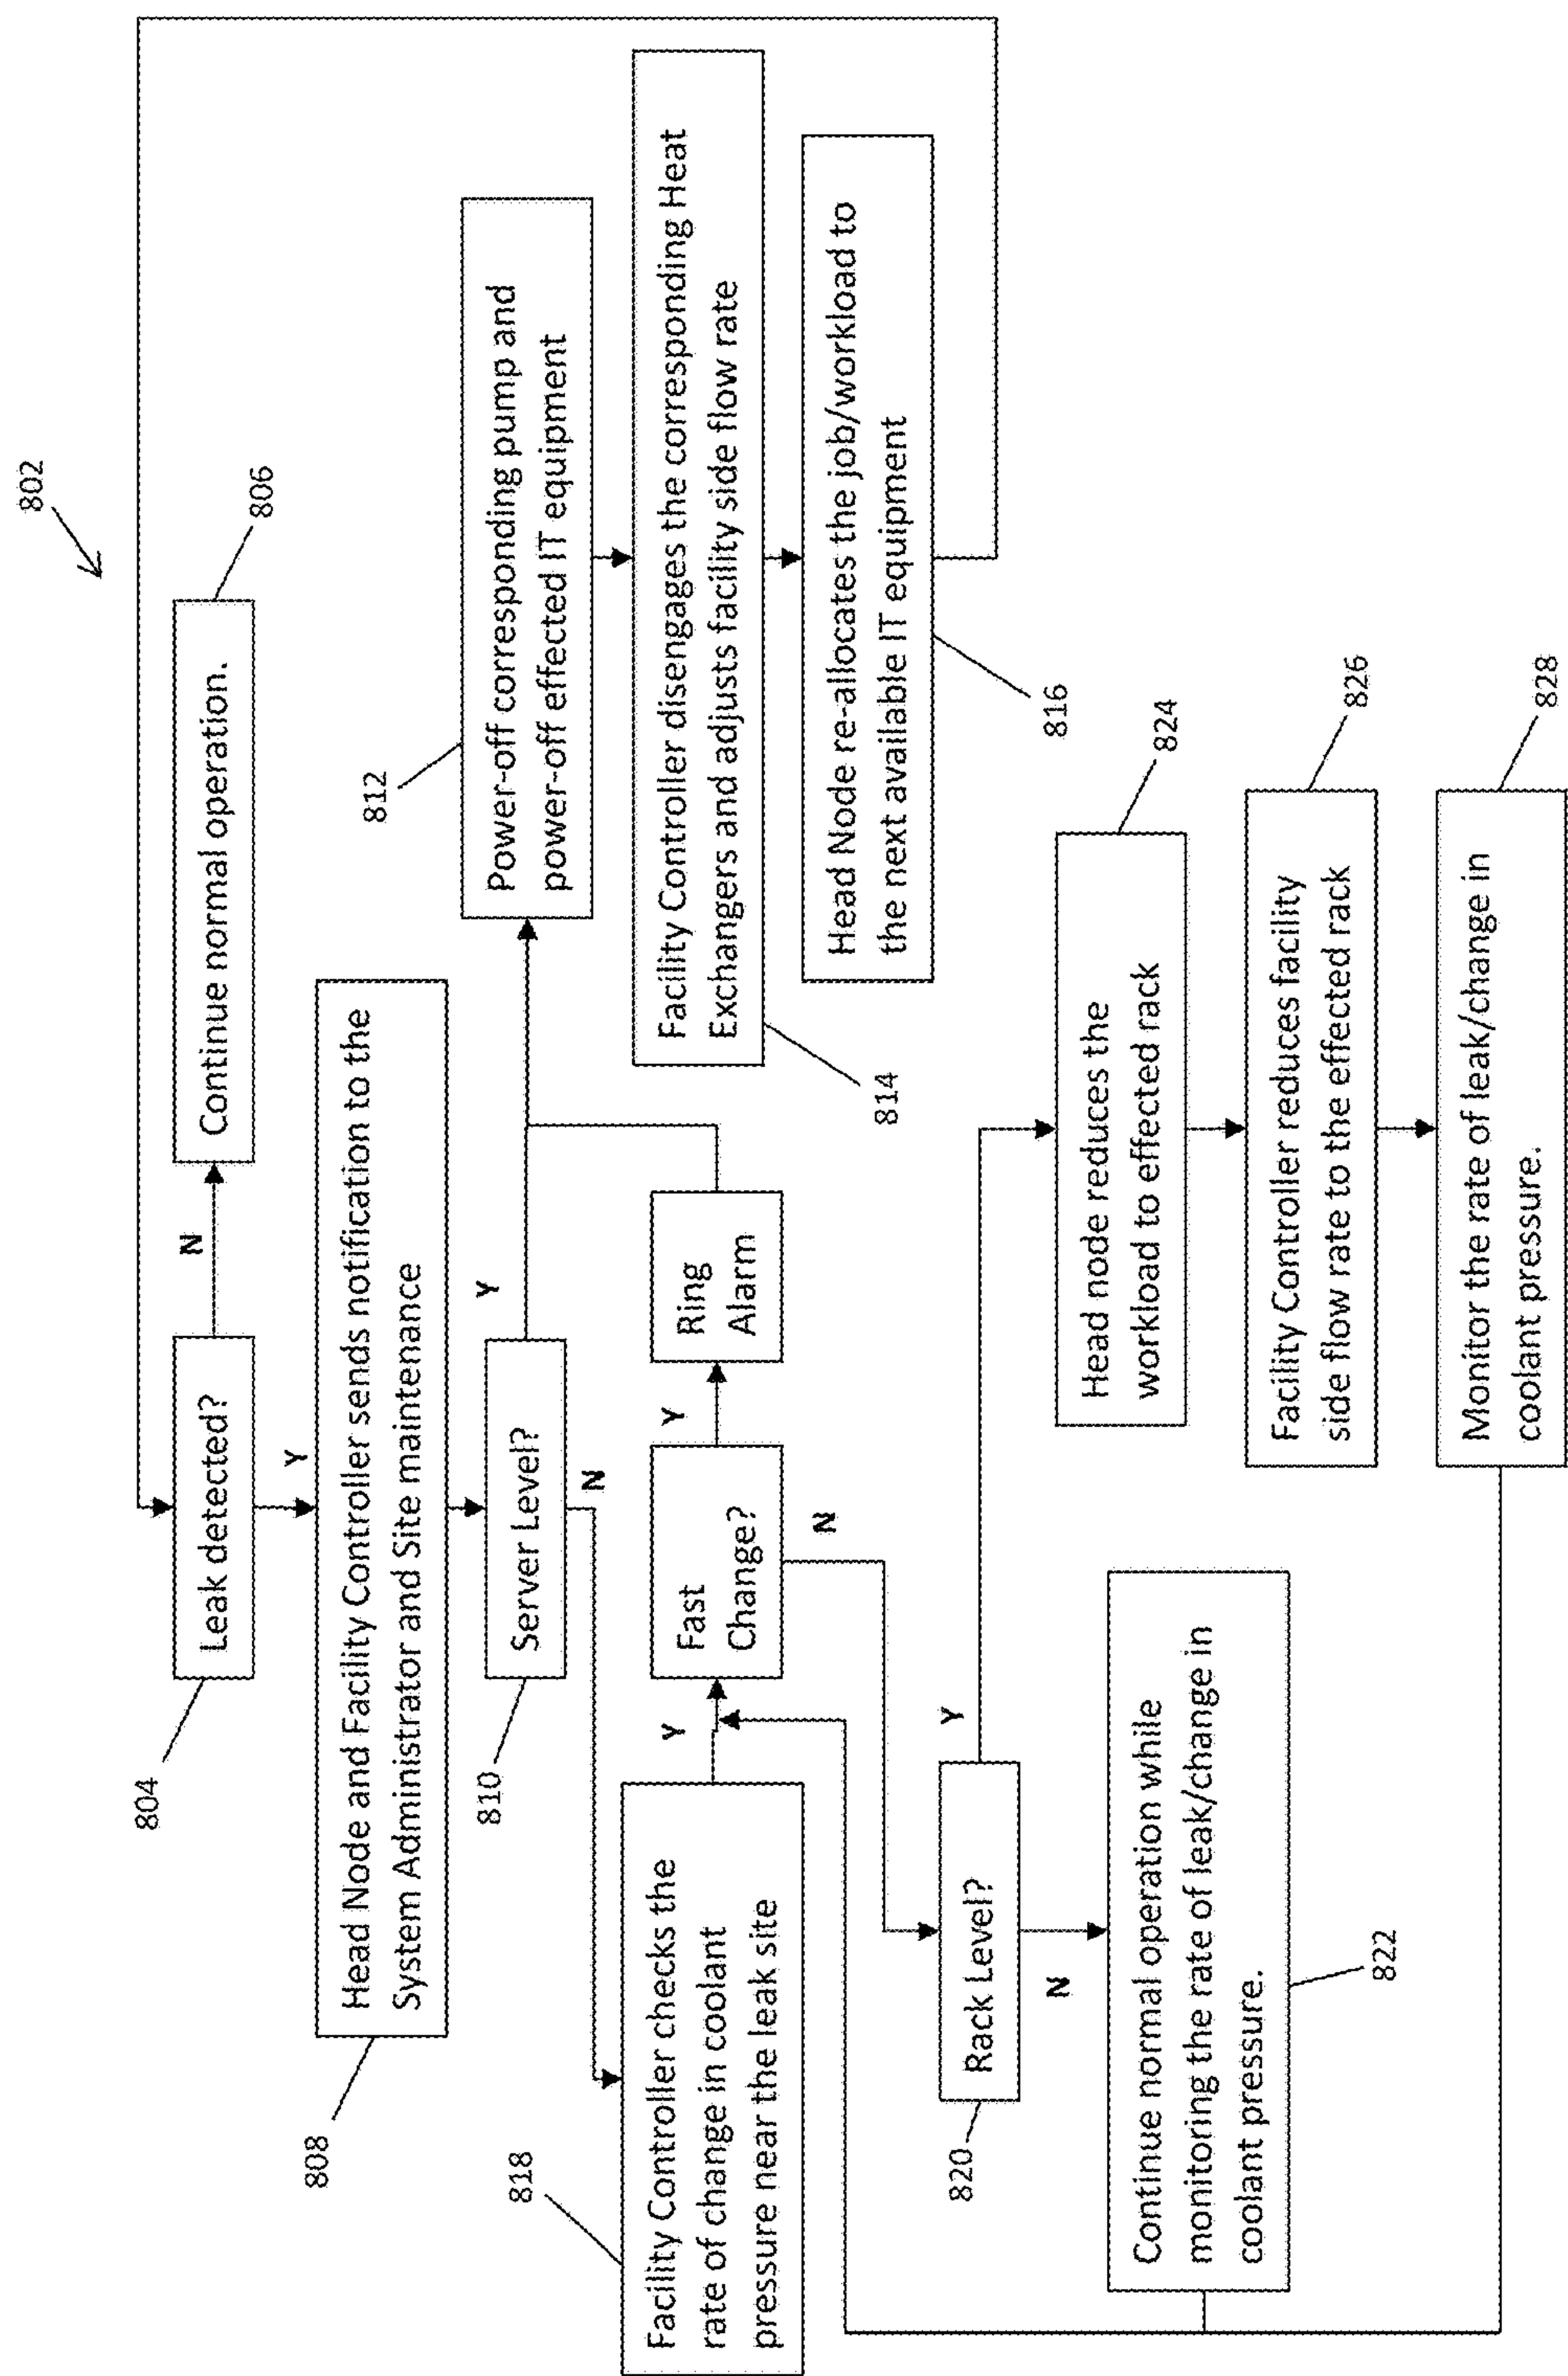 802
804
Leak detected?
N
Continue normal operation.
806
Y
808
Head Node and Facility Controller sends notification to the
System Administrator and Site maintenance
810
Server Level?
Y
N
812
Power-off corresponding pump and
power-off effected IT equipment
814
Facility Controller disengages the corresponding Heat
Exchangers and adjusts facility side flow rate
Head Node re-allocates the job/workload to
the next available IT equipment
816
818
Facility Controller checks the
rate of change in coolant
pressure near the leak site
Y
Fast
Change?
Y
Ring
Alarm
N
820
Rack Level?
Y
N
Continue normal operation while
monitoring the rate of leak/change in
coolant pressure.
822
Head node reduces the
workload to effected rack
824
Facility Controller reduces facility
side flow rate to the effected rack
826
Monitor the rate of leak/change in
coolant pressure.
828